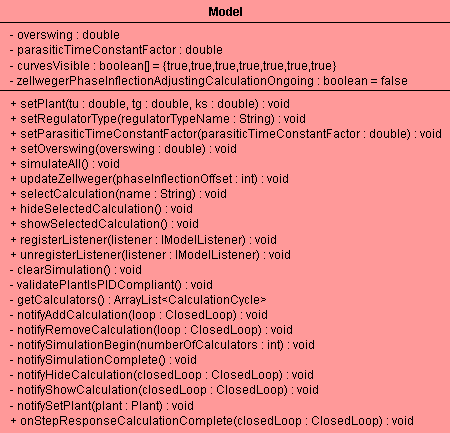 Model
- overswing : double
- parasiticTimeConstantFactor : double
- curvesVisible : boolean[] = {true,true,true,true,true,true,true}
- zellwegerPhaseInflectionAdjustingCalculationOngoing : boolean = false
+ setPlant(tu : double, tg : double, ks : double) : void
+ setRegulatorType(regulatorTypeName : String) : void
+ setParasiticTimeConstantFactor(parasiticTimeConstantFactor : double) : void
+ setOverswing(overswing : double) : void
+ simulateAll() : void
+ updateZellweger(phaseInflectionOffset : int) : void
+ selectCalculation(name : String) : void
+ hideSelectedCalculation() : void
+ showSelectedCalculation() : void
+ registerListener(listener : IModelListener) : void
+ unregisterListener(listener : IModelListener) : void
- clearSimulation() : void
- validatePlantIsPIDCompliant() : void
- getCalculators() : ArrayList<CalculationCycle>
- notifyAddCalculation(loop : ClosedLoop) : void
- notifyRemoveCalculation(loop : ClosedLoop) : void
- notifySimulationBegin(numberOfCalculators : int) : void
- notifySimulationComplete() : void
- notifyHideCalculation(closedLoop : ClosedLoop) : void
- notifyShowCalculation(closedLoop : ClosedLoop) : void
- notifySetPlant(plant : Plant) : void
+ onStepResponseCalculationComplete(closedLoop : ClosedLoop) : void